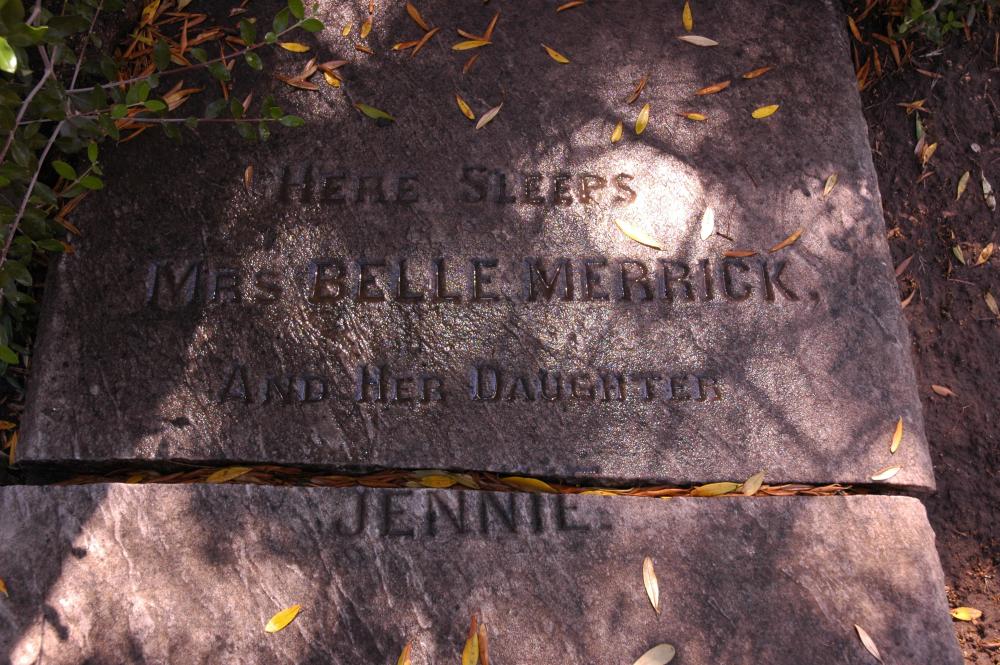 Here Sleeps
Mrs BELLE MERRICK.
And Her Daughter
JENNIE.